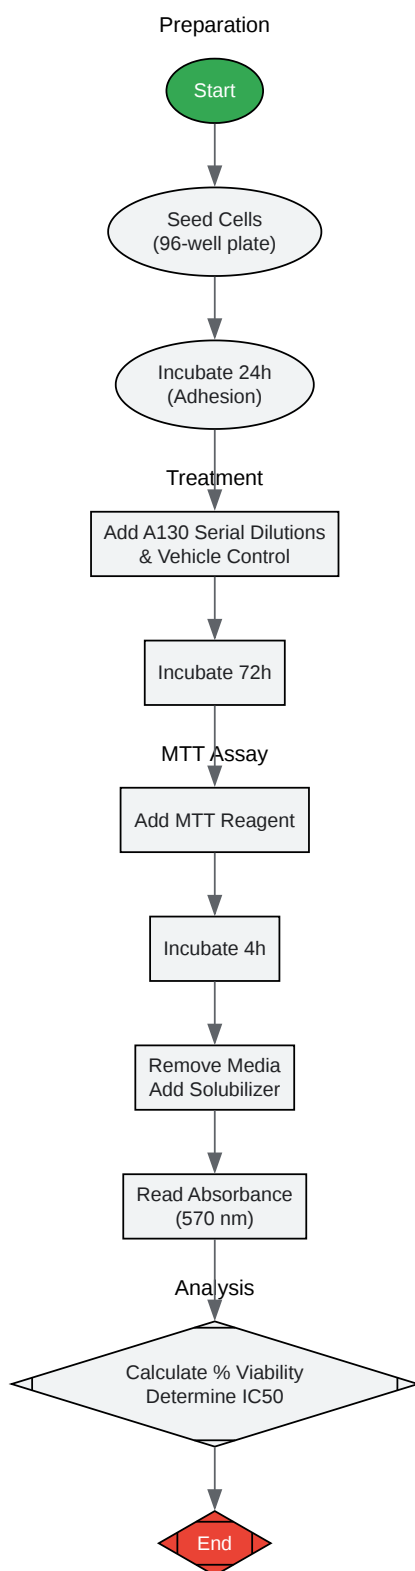 Preparation
Start
Seed Cells
(96-well plate)
Incubate 24h
(Adhesion)
Treatment
Add A130 Serial Dilutions
& Vehicle Control
Incubate 72h
MTT Assay
Add MTT Reagent
Incubate 4h
Remove Media
Add Solubilizer
Read Absorbance
(570 nm)
Analysis
Calculate % Viability
Determine IC50
End